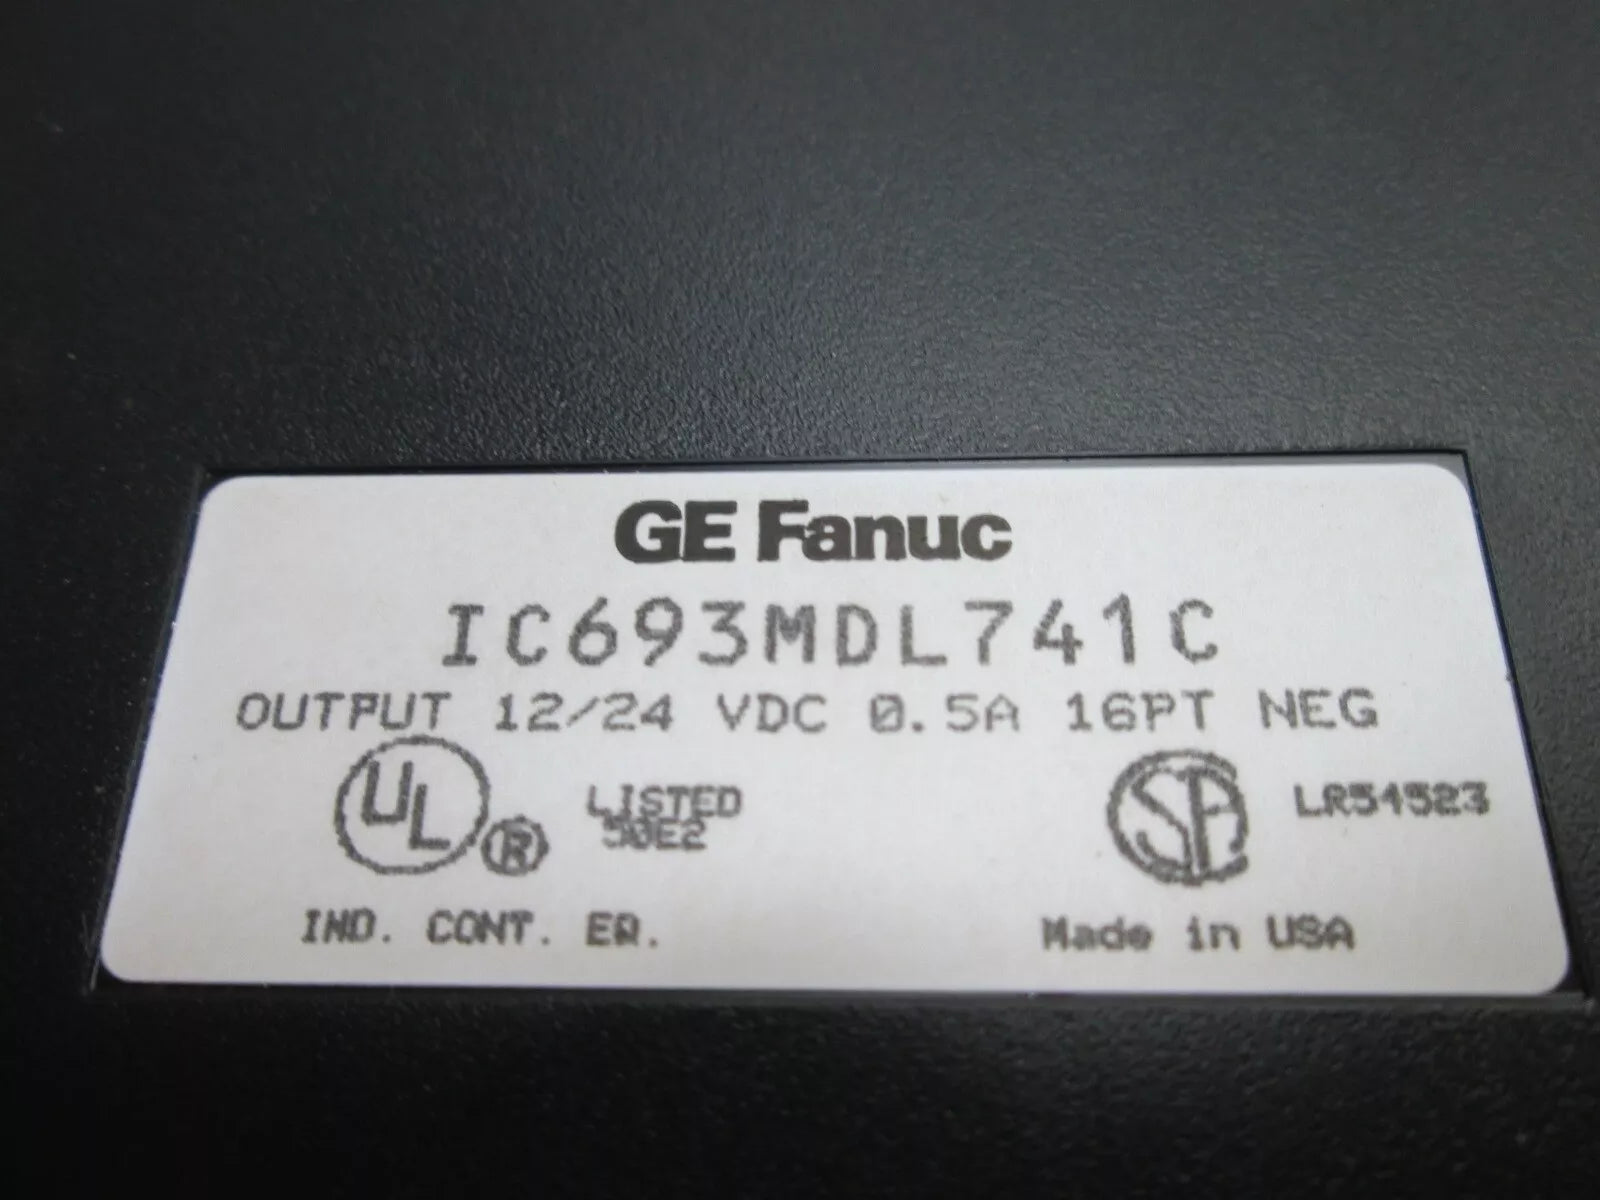 GE Fanuc
IC693MDL741C
OUTPUT 12/24 VDC 0.5A 16PT NEG
UL ® LISTED 50E2
SA LR54523
IND. CONT. EQ.
Made in USA